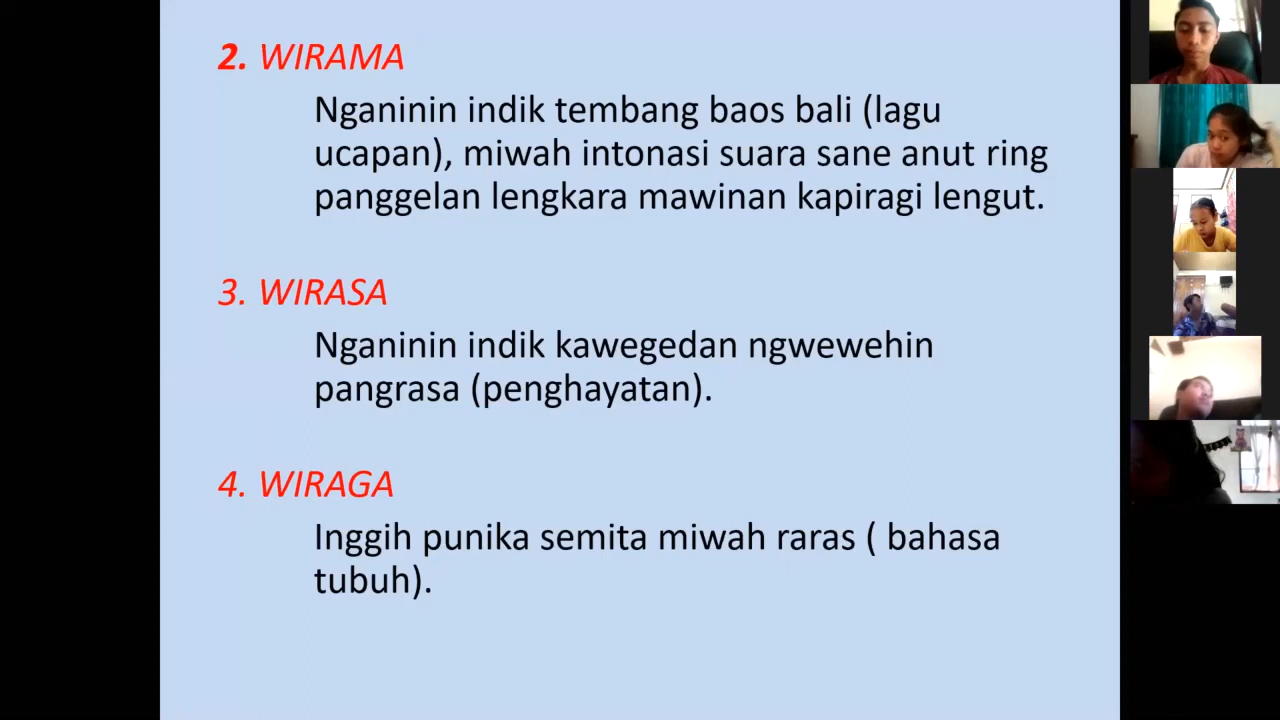 2. WIRAMA
Nganinin indik tembang baos bali (lagu
ucapan), miwah intonasi suara sane anut ring
panggelan lengkara mawinan kapiragi lengut.
3. WIRASA
Nganinin indik kawegedan ngwewehin
pangrasa (penghayatan).
4. WIRAGA
Inggih punika semita miwah raras ( bahasa
tubuh).